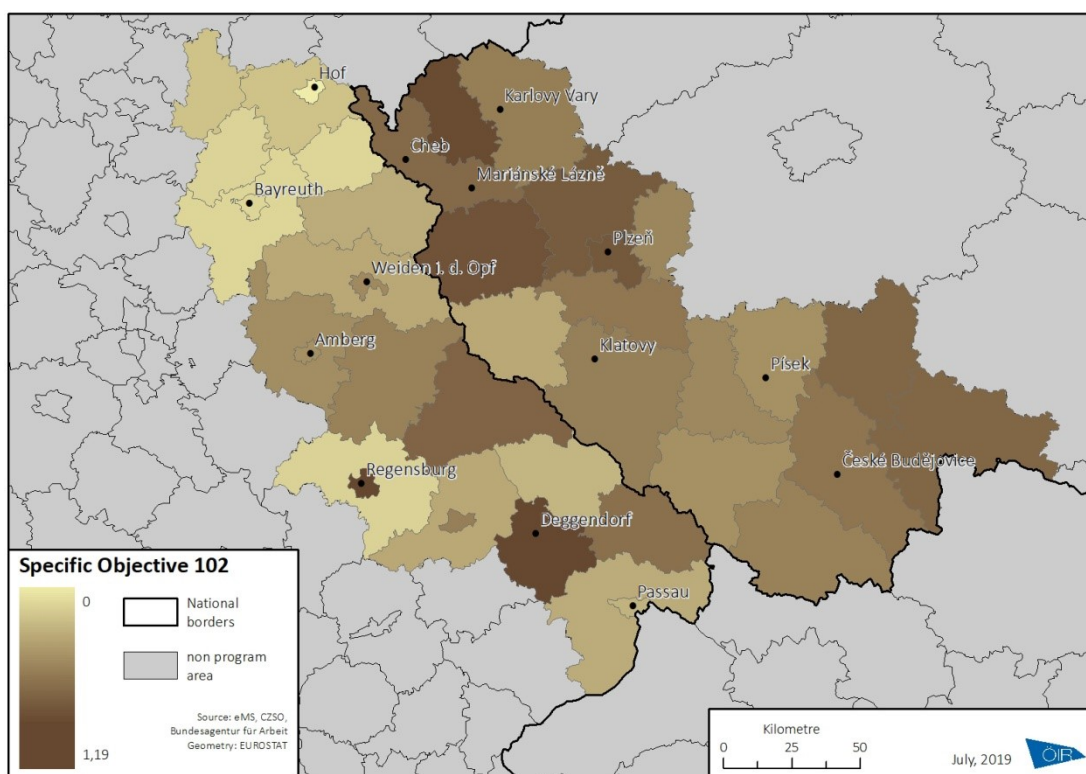 Hof
Karlovy Vary
Cheb
Mariánské Lázně
Bayreuth
Plzeň
Weiden i. d. Opf
Amberg
Klatovy
Písek
Regensburg
České Budějovice
Deggendorf
Passau
Specific Objective 102
0
1,19
National
borders
non program
area
Source: eMS, CZSO,
Bundesagentur für Arbeit
Geometry: EUROSTAT
Kilometre
0 25 50
July, 2019
ÖIR